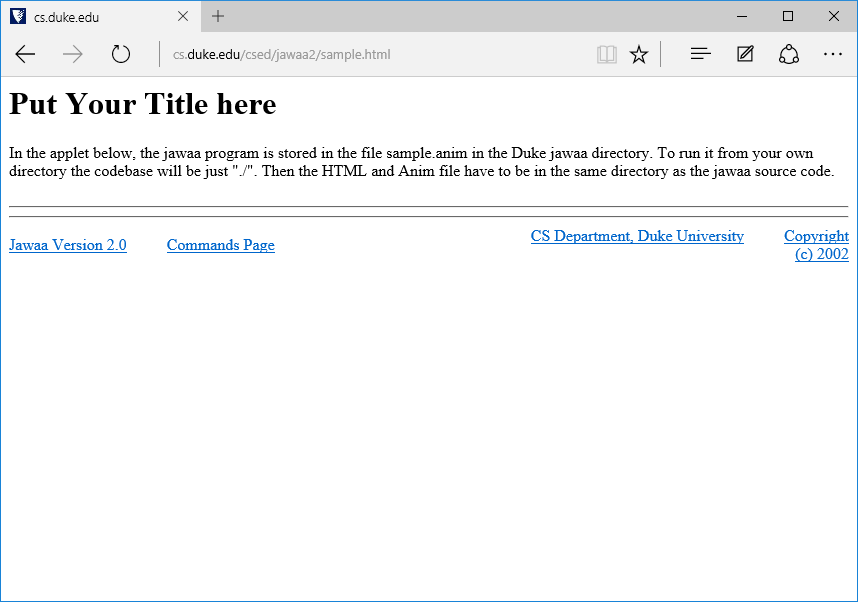 cs.duke.edu
cs.duke.edu/csed/jawaa2/sample.html
Put Your Title here
In the applet below, the jawaa program is stored in the file sample.anim in the Duke jawaa directory. To run it from your own
directory the codebase will be just "./". Then the HTML and Anim file have to be in the same directory as the jawaa source code.
Jawaa Version 2.0
Commands Page
CS Department, Duke University
Copyright
(c) 2002